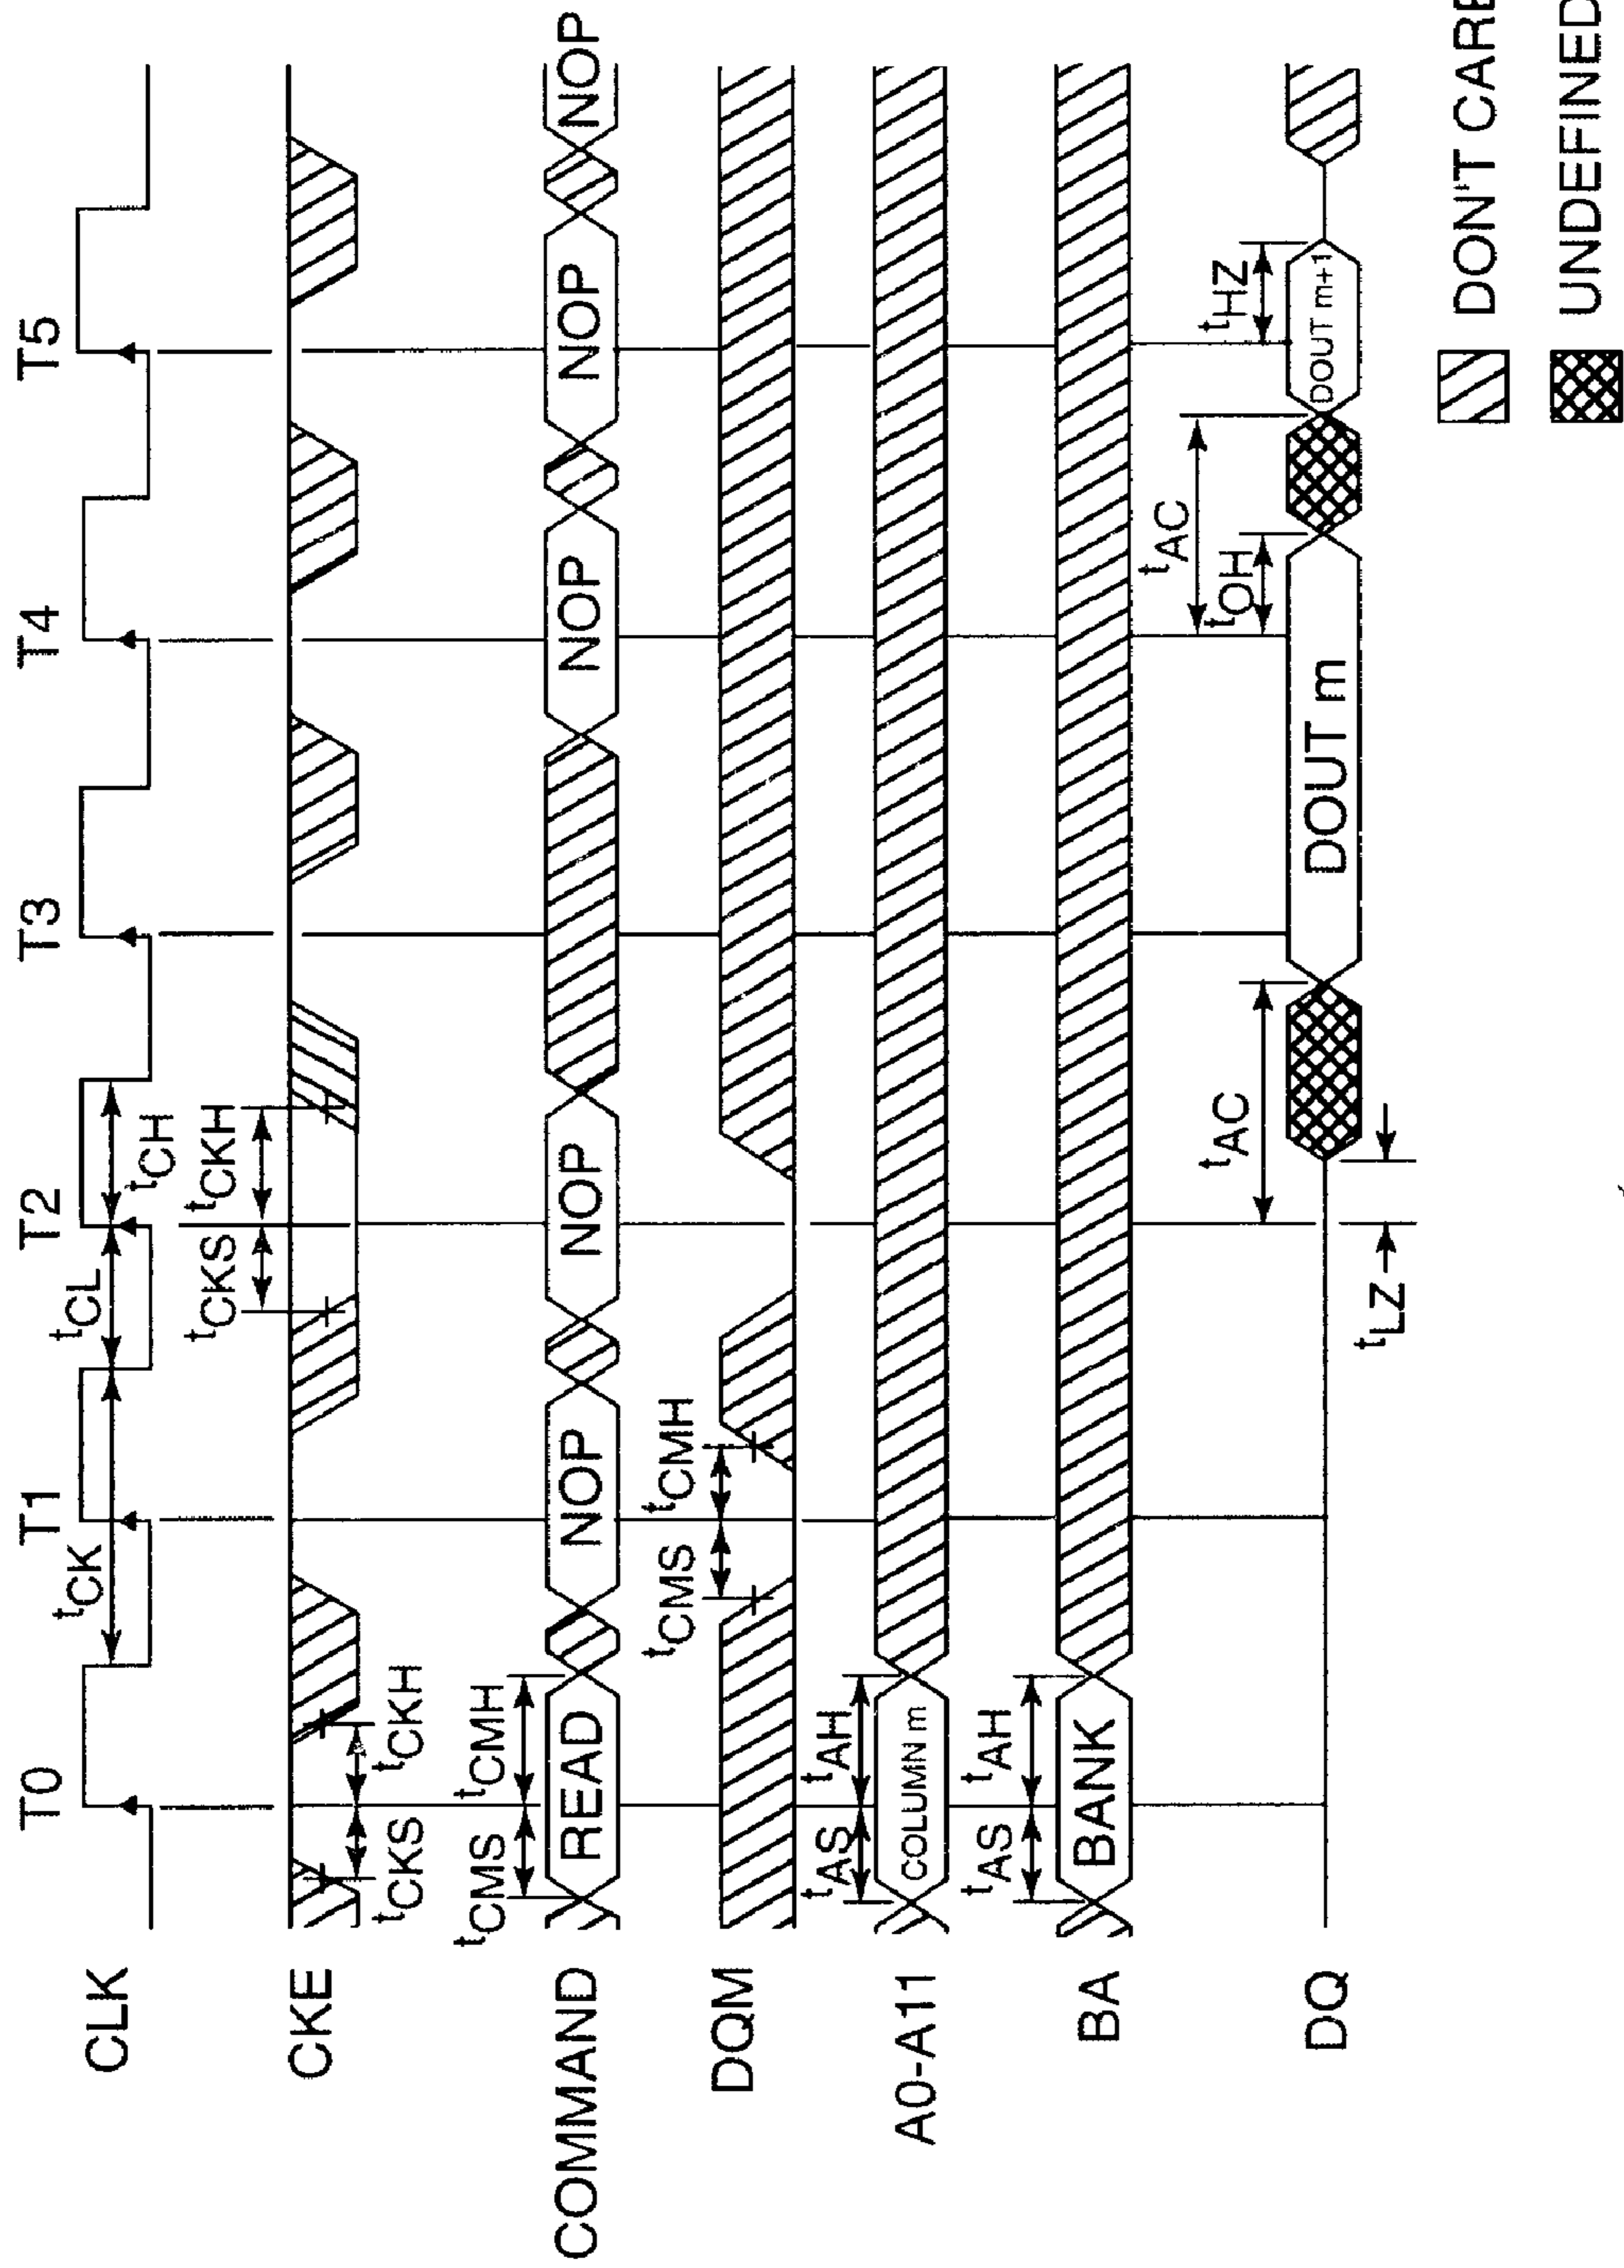 T0 T1 T2 T3 T4 T5
CLK
tCK tCL tCH
CKE
tCKS tCKH tCKS tCKH
tCMS tCMH
COMMAND
READ NOP NOP NOP NOP NOP
tCMS tCMH
DQM
tAS tAH
A0-A11
COLUMN m
tAS tAH
BA
BANK
tAC tAC
tOH tHZ
DQ
DOUT m DOUT m+1
tLZ
DON'T CARE
UNDEFINED